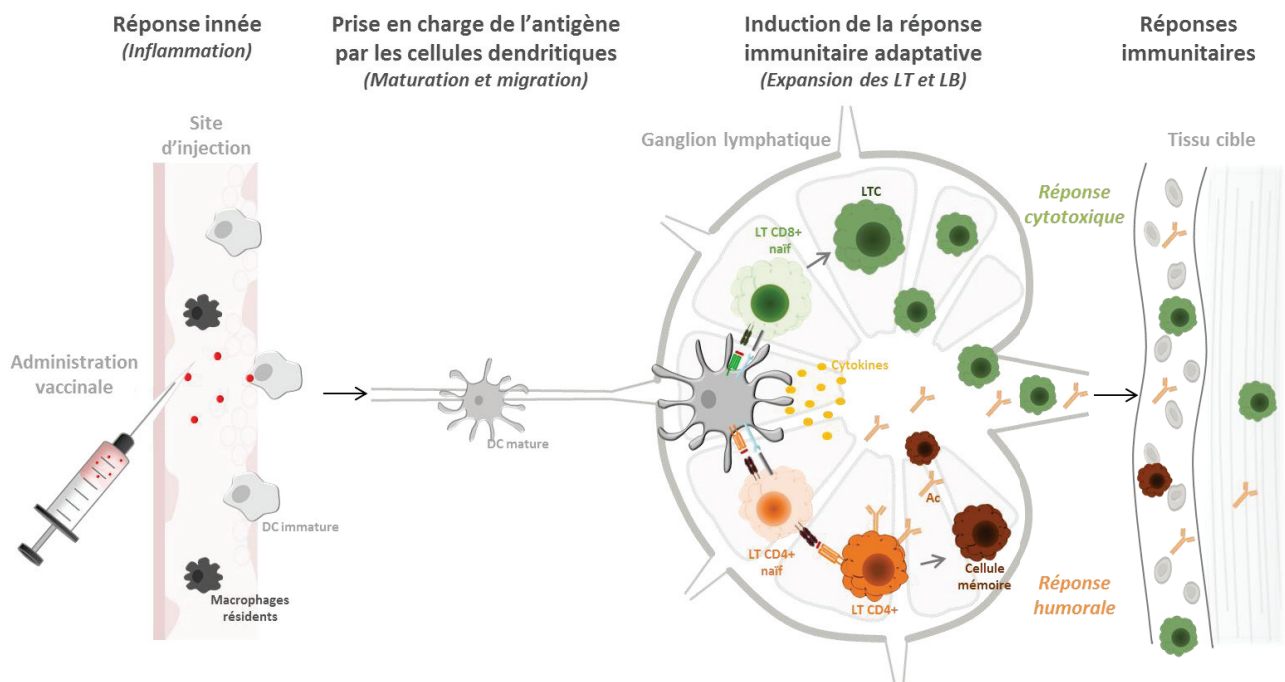 Réponse innée
(Inflammation)
Prise en charge de l'antigène
par les cellules dendritiques
(Maturation et migration)
Induction de la réponse
immunitaire adaptative
(Expansion des LT et LB)
Réponses
immunitaires
Site
d'injection
Administration
vaccinale
DC immature
Macrophages
résidents
DC mature
Ganglion lymphatique
LTC
LT CD8+
naïf
Cytokines
LT CD4+
naïf
LT CD4+
Ac
Cellule
mémoire
Réponse
cytotoxique
Réponse
humorale
Tissu cible